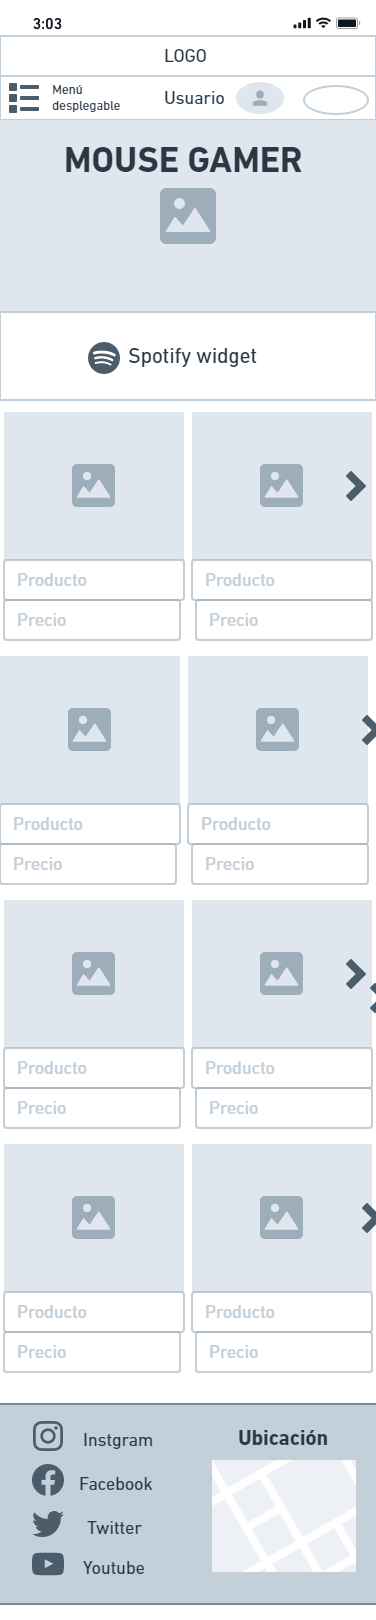 3:03
LOGO
Menú
desplegable
Usuario
MOUSE GAMER
Spotify widget
Producto
Producto
Precio
Precio
Producto
Producto
Precio
Precio
Producto
Producto
Precio
Precio
Producto
Producto
Precio
Precio
Instgram
Facebook
Twitter
Youtube
Ubicación